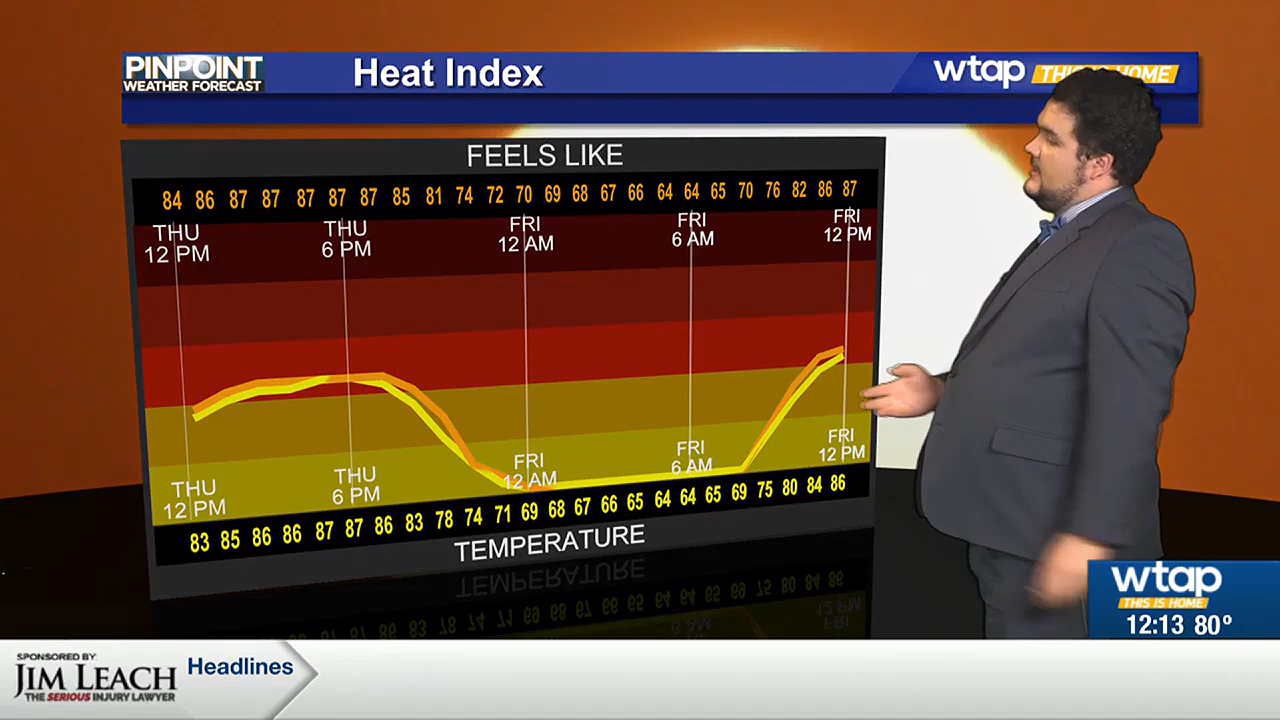 PINPOINT
WEATHER FORECAST
Heat Index
wtap
FEELS LIKE
84 86 87 87 87 87 87 85 81 74 72 70 69 68 67 66 64 64 65 70 76 82 86 87
THU
12 PM
THU
6 PM
FRI
12 AM
FRI
6 AM
FRI
12 PM
THU
12 PM
THU
6 PM
FRI
12 AM
FRI
6 AM
FRI
12 PM
83 85 86 86 87 87 86 83 78 74 71 69 68 67 66 65 64 64 65 69 75 80 84 86
TEMPERATURE
wtap
THIS IS HOME
12:13 80°
SPONSORED BY:
JIM LEACH
THE SERIOUS INJURY LAWYER
Headlines